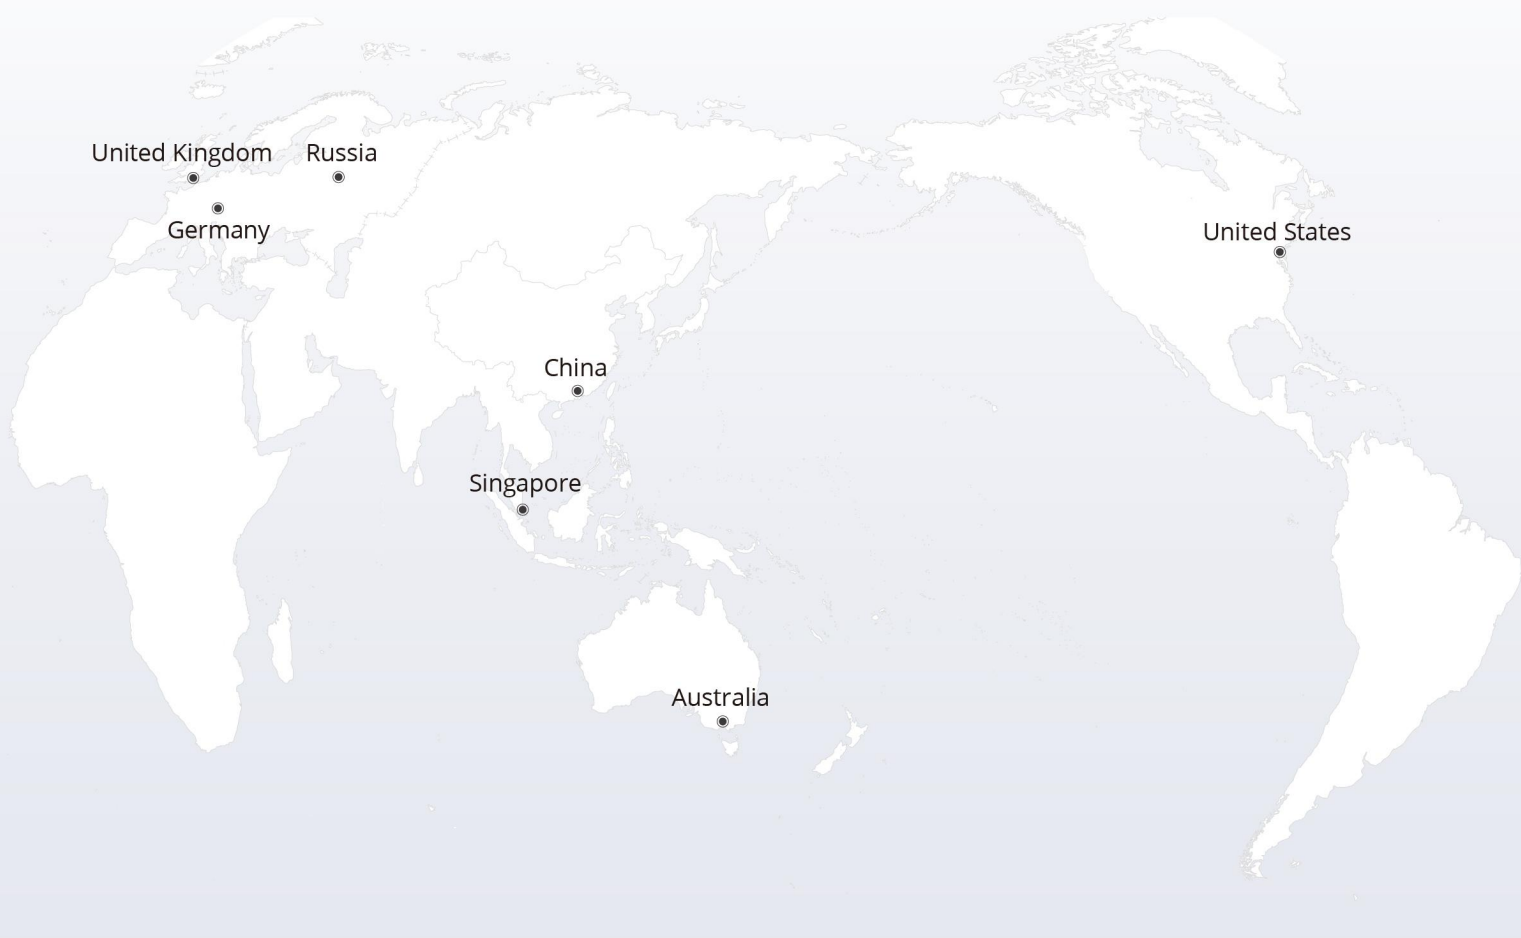 United Kingdom
Russia
Germany
United States
China
Singapore
Australia